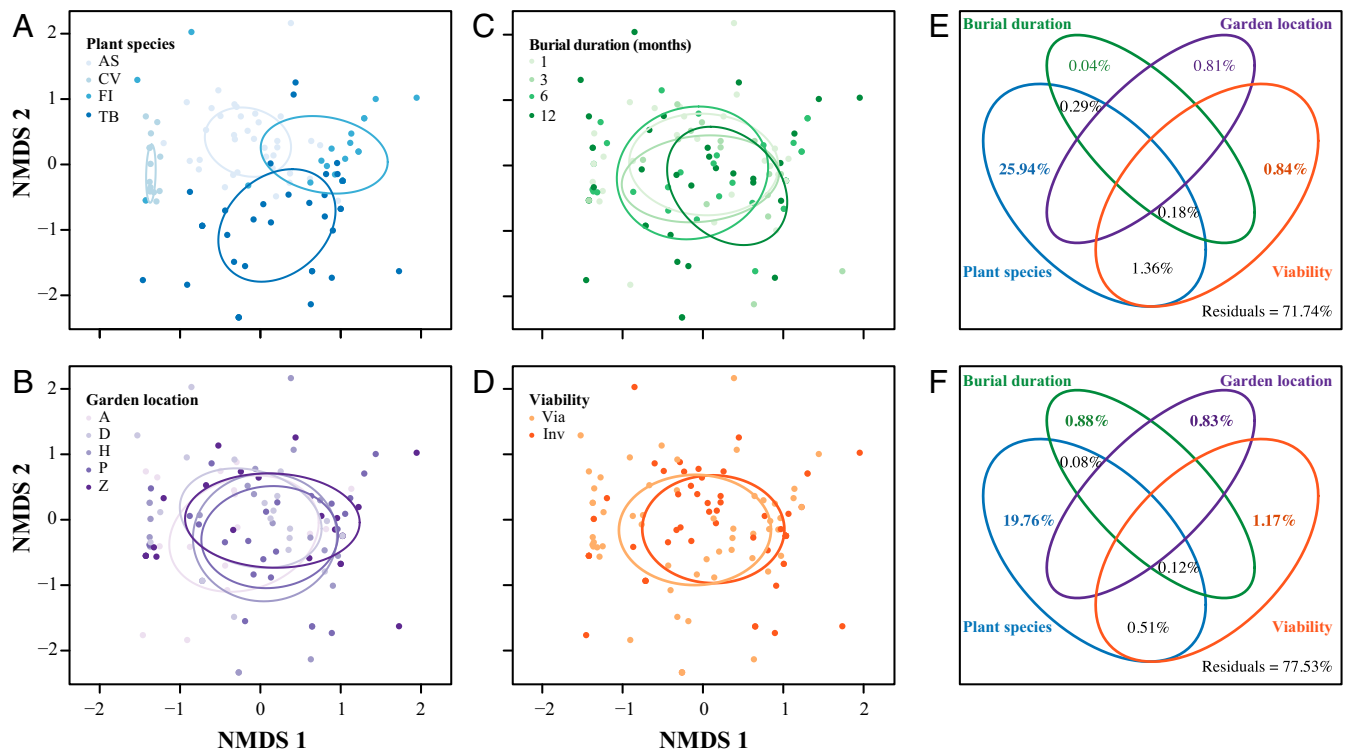 A
Plant species
AS
CV
FI
TB
2
1
0
−1
−2
NMDS 2
C
Burial duration (months)
1
3
6
12
E
Burial duration
Garden location
0.04%
0.81%
0.29%
25.94%
0.84%
0.18%
Plant species
1.36%
Viability
Residuals = 71.74%
B
Garden location
A
D
H
P
Z
2
1
0
−1
−2
NMDS 2
−2
−1
0
1
2
NMDS 1
D
Viability
Via
Inv
−2
−1
0
1
2
NMDS 1
F
Burial duration
Garden location
0.88%
0.83%
0.08%
19.76%
1.17%
0.12%
Plant species
0.51%
Viability
Residuals = 77.53%